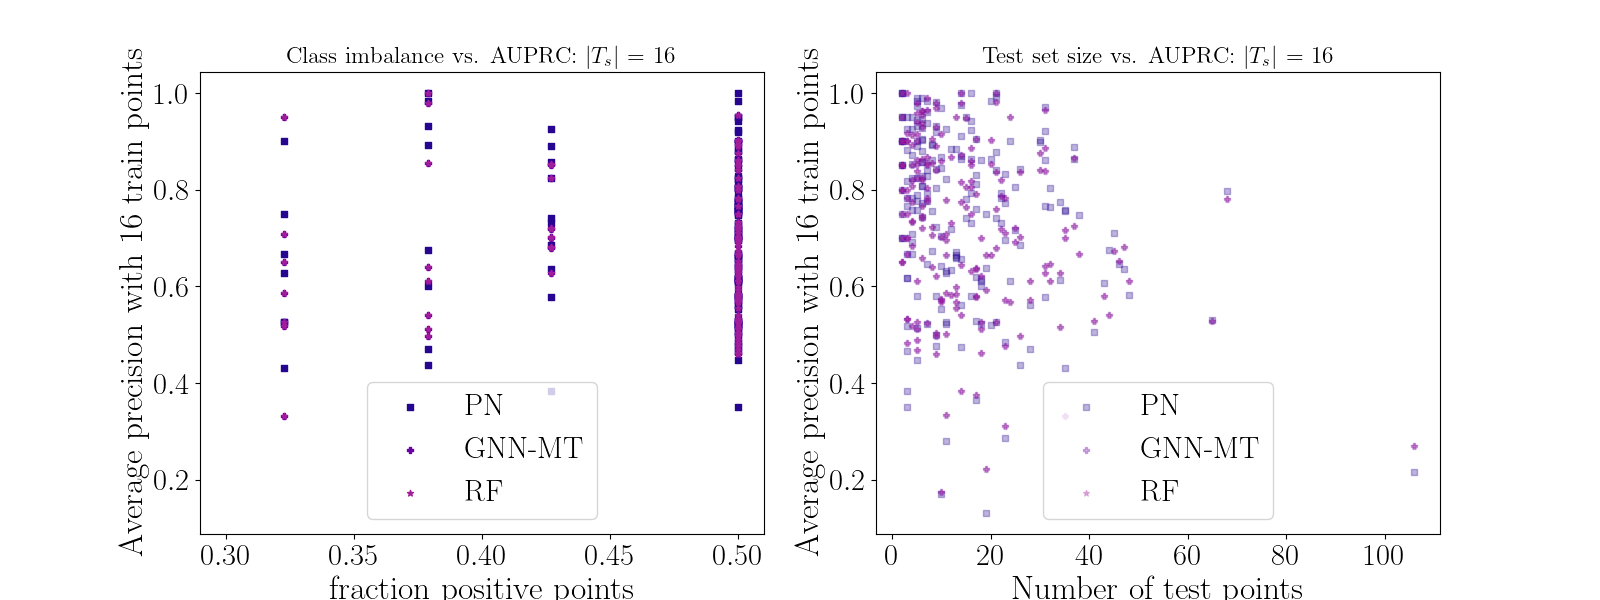 Class imbalance vs. AUPRC: |Tₛ| = 16
Average precision with 16 train points
1.0
0.8
0.6
0.4
0.2
PN
GNN-MT
RF
0.30 0.35 0.40 0.45 0.50
fraction positive points
Test set size vs. AUPRC: |Tₛ| = 16
Average precision with 16 train points
1.0
0.8
0.6
0.4
0.2
PN
GNN-MT
RF
0 20 40 60 80 100
Number of test points